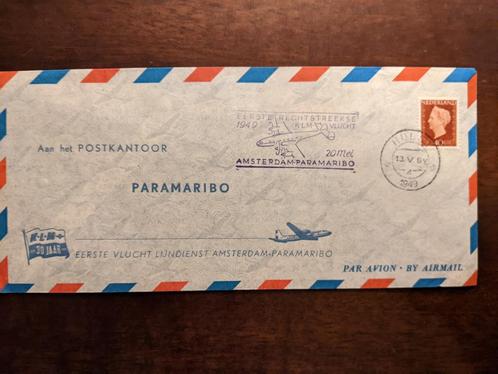 EERSTE RECHTSTREEKSE
1949 KLM VLUCHT
20 Mei
AMSTERDAM-PARAMARIBO
NEDERLAND
13.V
1949
Aan het POSTKANTOOR
PARAMARIBO
K·L·M
30 JAAR
EERSTE VLUCHT LIJNDIENST AMSTERDAM-PARAMARIBO
PAR AVION · BY AIRMAIL